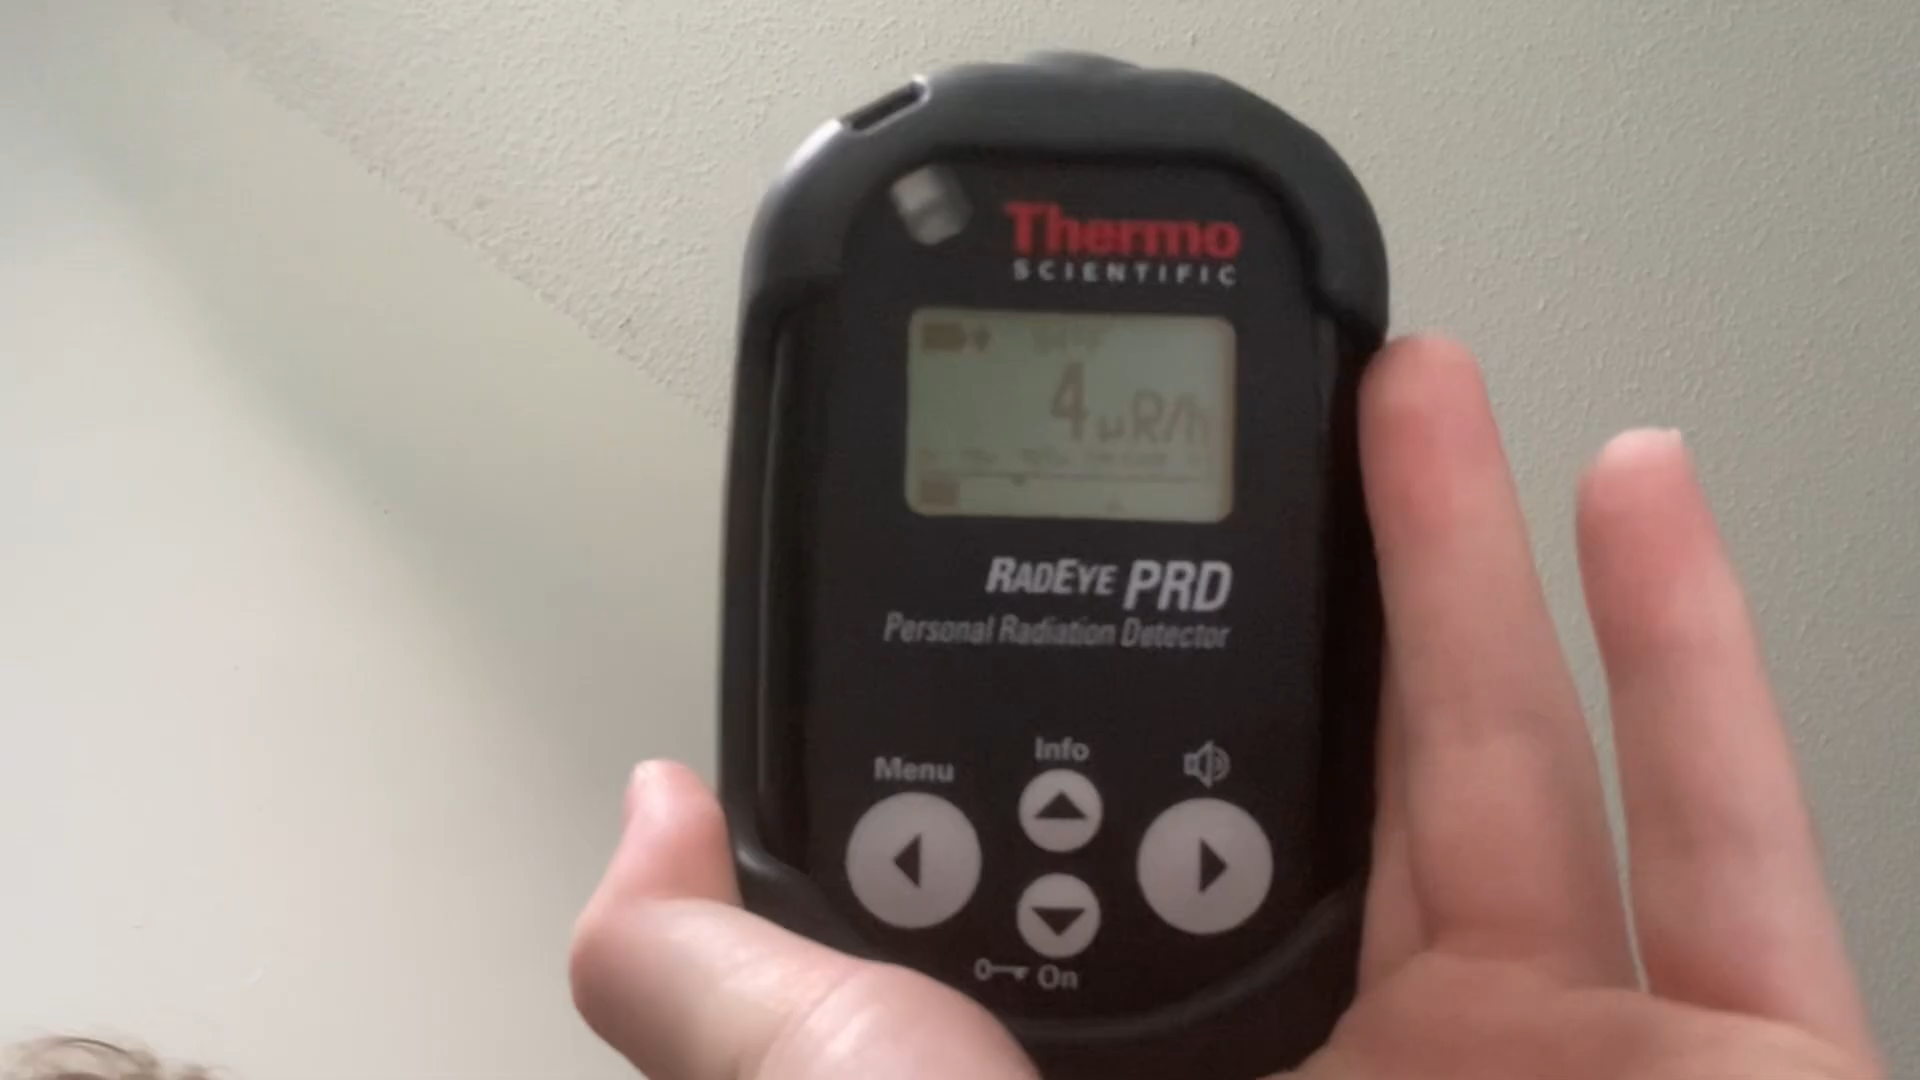 Thermo
SCIENTIFIC
4 µR/h
RADEYE PRD
Personal Radiation Detector
Info
Menu
On